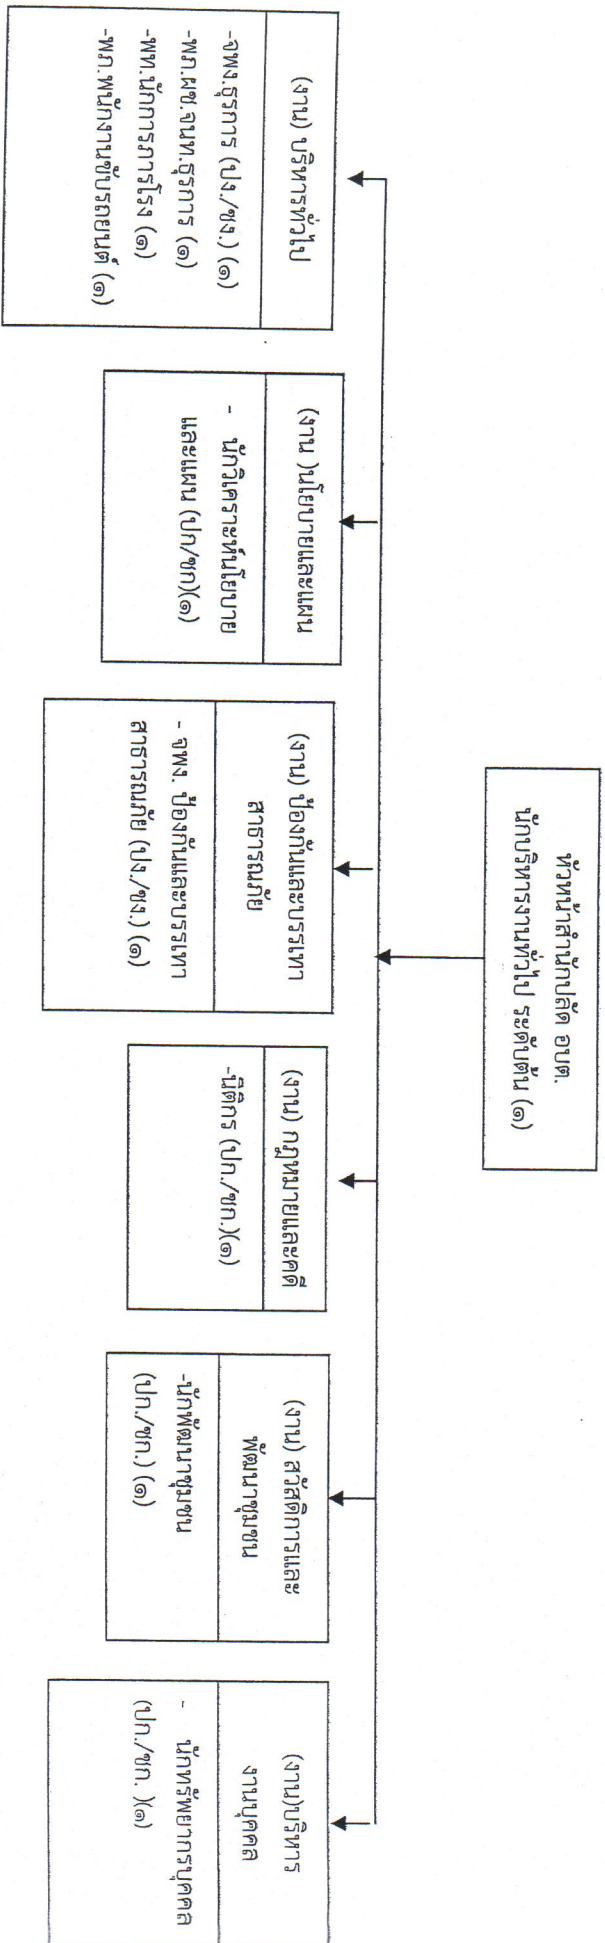 หัวหน้าสำนักปลัด อบต.
นักบริหารงานทั่วไป ระดับต้น (๑)
(งาน) บริหารทั่วไป
-จพง.ธุรการ (ปง./ชง.) (๑)
-พภ.ผช.จนท.ธุรการ (๑)
-พท.นักการภารโรง (๑)
-พภ.พนักงานขับรถยนต์ (๑)
(งาน )นโยบายและแผน
- นักวิเคราะห์นโยบาย
และแผน (ปก/ชก)(๑)
(งาน) ป้องกันและบรรเทา
สาธารณภัย
- จพง. ป้องกันและบรรเทา
สาธารณภัย (ปง./ชง.) (๑)
(งาน) กฎหมายและคดี
-นิติกร (ปก./ชก.)(๑)
(งาน) สวัสดิการและ
พัฒนาชุมชน
-นักพัฒนาชุมชน
(ปก./ชก.) (๑)
(งาน)บริหาร
งานบุคคล
- นักทรัพยากรบุคคล
(ปก./ชก. )(๑)